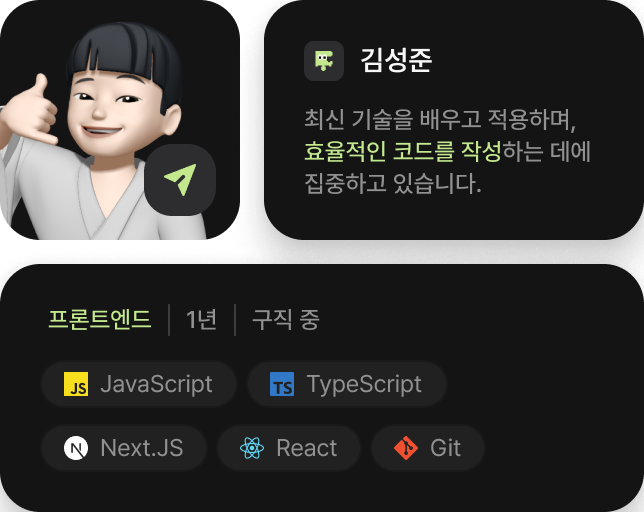 김성준
최신 기술을 배우고 적용하며,
효율적인 코드를 작성하는 데에
집중하고 있습니다.
프론트엔드 1년 구직 중
JS JavaScript TS TypeScript
N Next.JS React Git